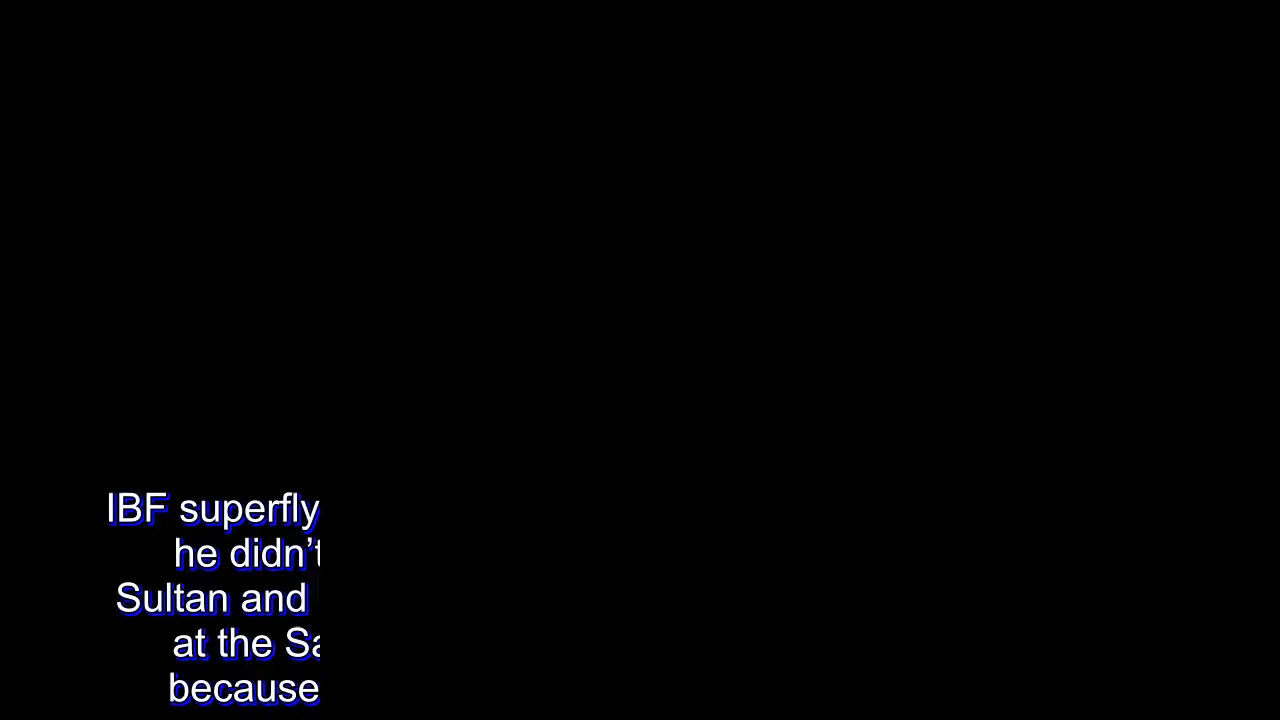 IBF superfly
he didn’t
Sultan and
at the Sa
because